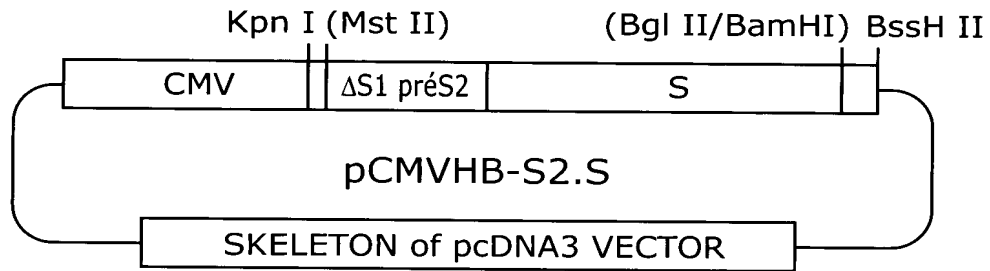 Kpn I (Mst II) (Bgl II/BamHI) BssH II
CMV ΔS1 préS2 S
pCMVHB-S2.S
SKELETON of pcDNA3 VECTOR